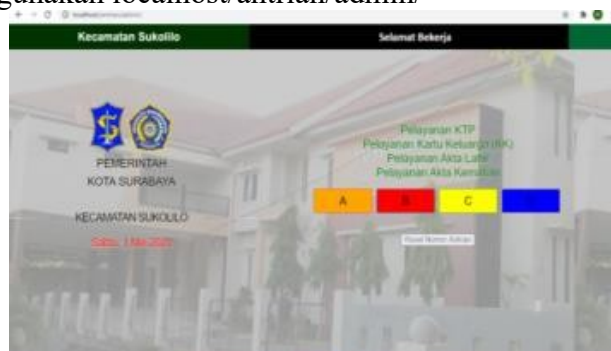 gunakan localhost/antrian/admin/
Kecamatan Sukolilo
Selamat Bekerja
PEMERINTAH
KOTA SURABAYA
KECAMATAN SUKOLILO
Pelayanan KTP
Pelayanan Kartu Keluarga (KK)
Pelayanan Akta Lahir
Pelayanan Akta Kematian
A
B
C
Reset Nomor Antrian